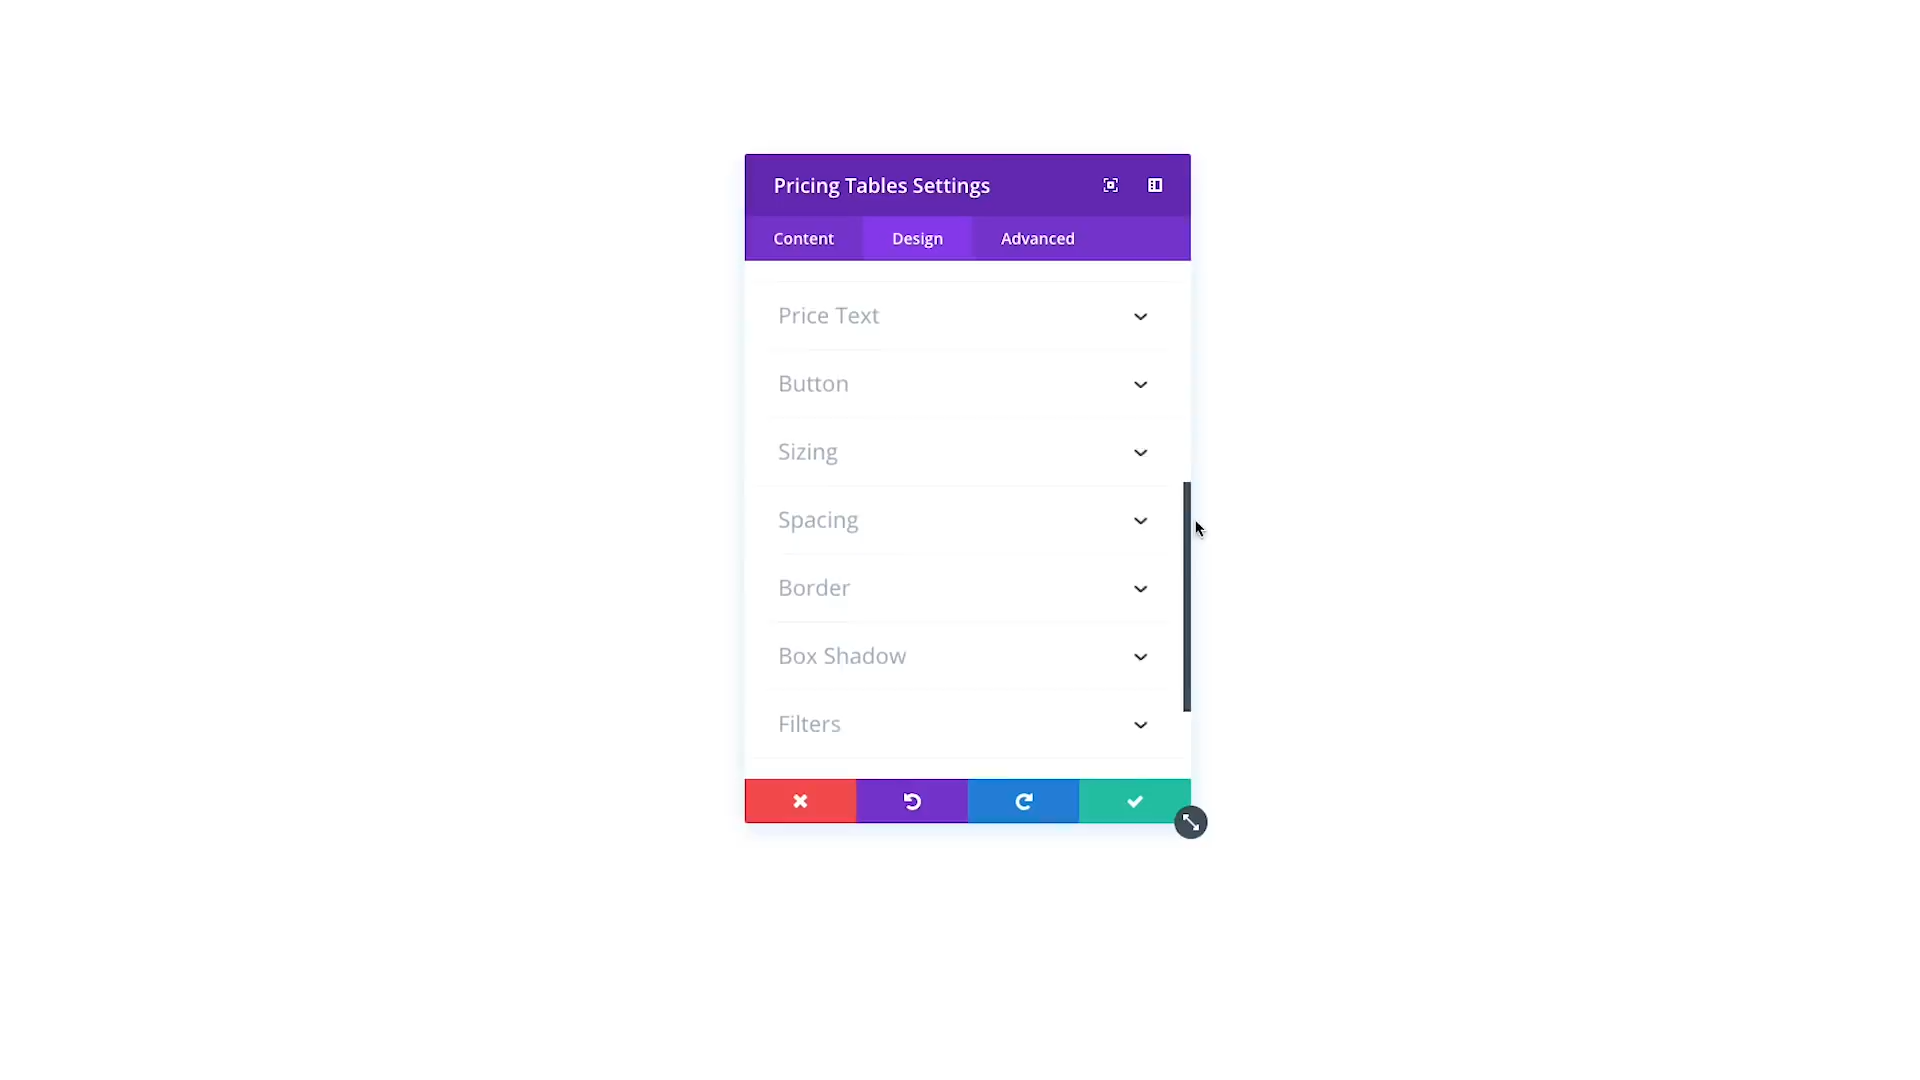 Pricing Tables Settings
Content
Design
Advanced
Price Text
Button
Sizing
Spacing
Border
Box Shadow
Filters